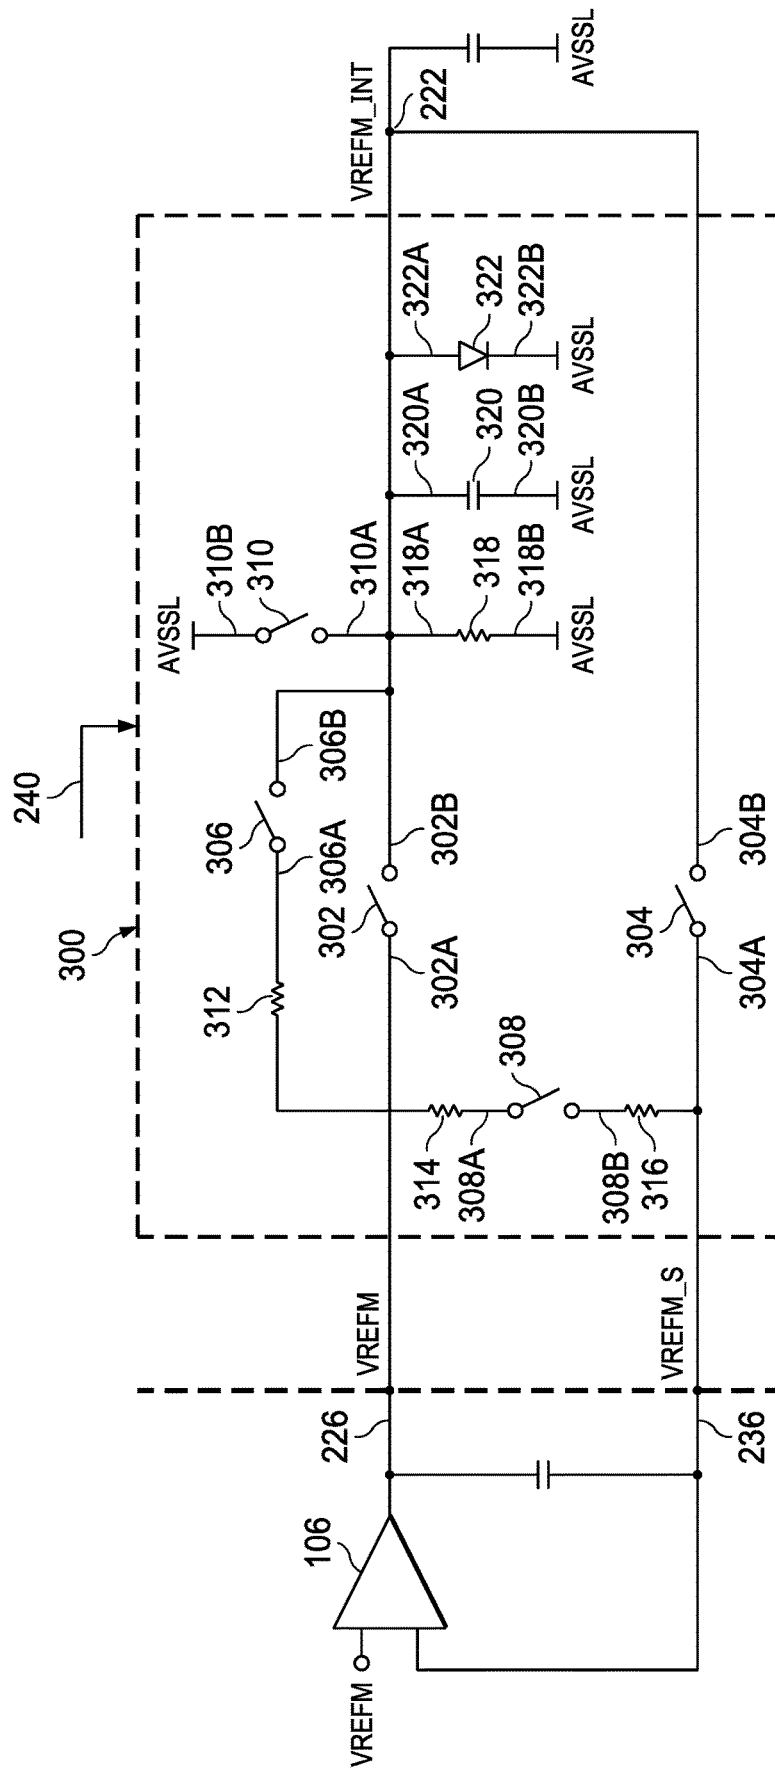 240
300
AVSSL
310B
310
306
306B
312
306A
310A
VREFM_INT
222
322A
322
322B
AVSSL
320A
320
320B
AVSSL
318A
318
318B
AVSSL
AVSSL
302
302A
302B
314
308A
308
308B
316
304
304A
304B
VREFM
VREFM_S
226
236
106
VREFM